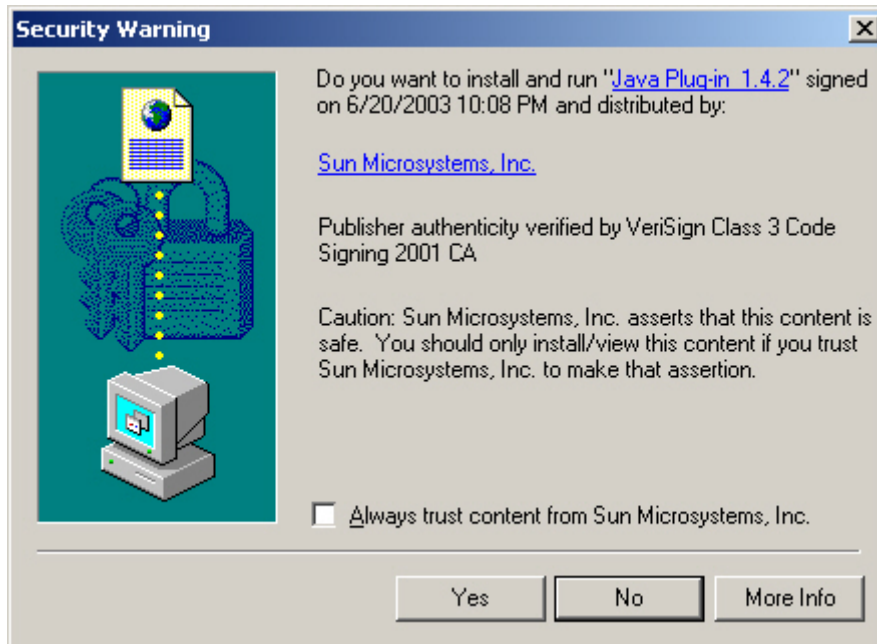 Security Warning
Do you want to install and run "Java Plug-in 1.4.2" signed
on 6/20/2003 10:08 PM and distributed by:
Sun Microsystems, Inc.
Publisher authenticity verified by VeriSign Class 3 Code
Signing 2001 CA
Caution: Sun Microsystems, Inc. asserts that this content is
safe.  You should only install/view this content if you trust
Sun Microsystems, Inc. to make that assertion.
Always trust content from Sun Microsystems, Inc.
Yes
No
More Info